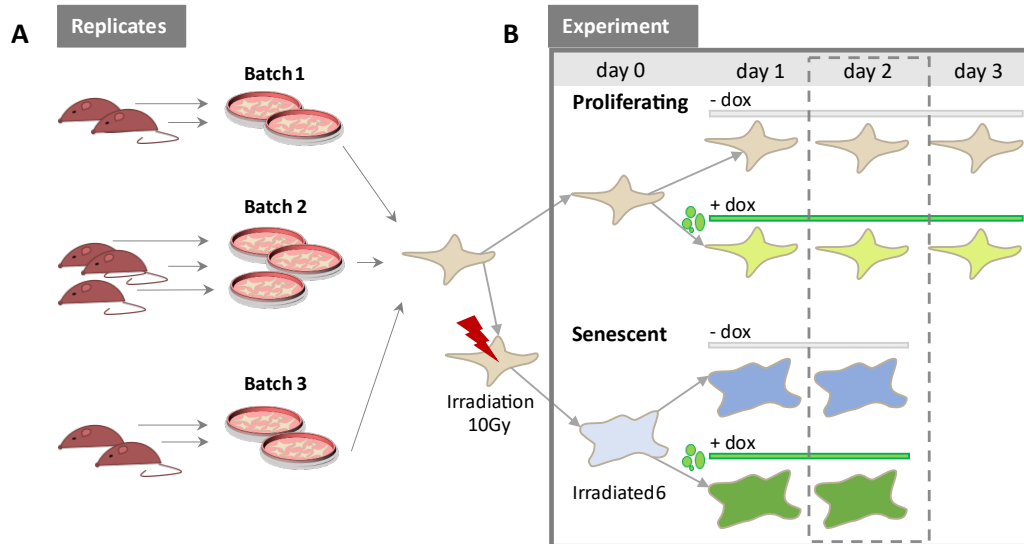 A
Replicates
Batch 1
Batch 2
Batch 3
Irradiation
10Gy
B
Experiment
day 0
day 1
day 2
day 3
Proliferating
- dox
+ dox
Senescent
- dox
+ dox
Irradiated6